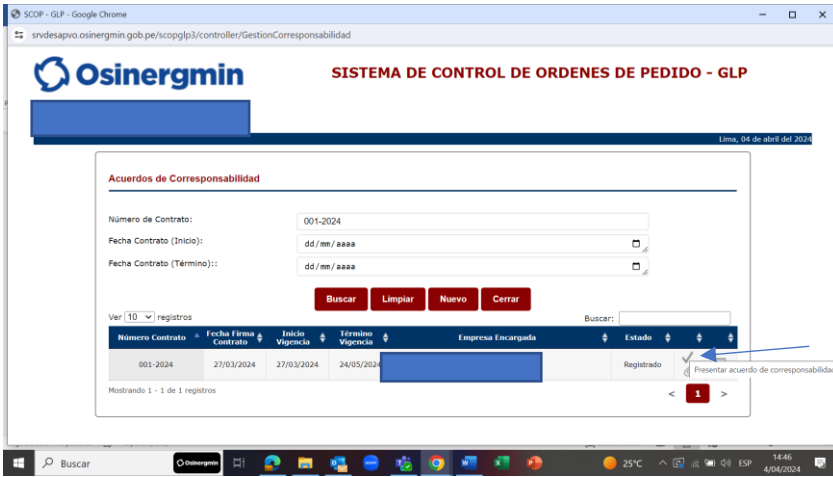 SCOP - GLP - Google Chrome
srvdesapvo.osinergmin.gob.pe/scopglp3/controller/GestionCorresponsabilidad
Osinergmin
SISTEMA DE CONTROL DE ORDENES DE PEDIDO - GLP
Lima, 04 de abril del 2024
Acuerdos de Corresponsabilidad
Número de Contrato: 001-2024
Fecha Contrato (Inicio): dd/mm/aaaa
Fecha Contrato (Término):: dd/mm/aaaa
Buscar Limpiar Nuevo Cerrar
Ver 10 registros Buscar:
Número Contrato Fecha Firma Contrato Inicio Vigencia Término Vigencia Empresa Encargada Estado
001-2024 27/03/2024 27/03/2024 24/05/2024 Registrado
Presentar acuerdo de corresponsabilidad
Mostrando 1 - 1 de 1 registros < 1 >
Buscar Osinergmin 25°C ESP 14:46
4/04/2024